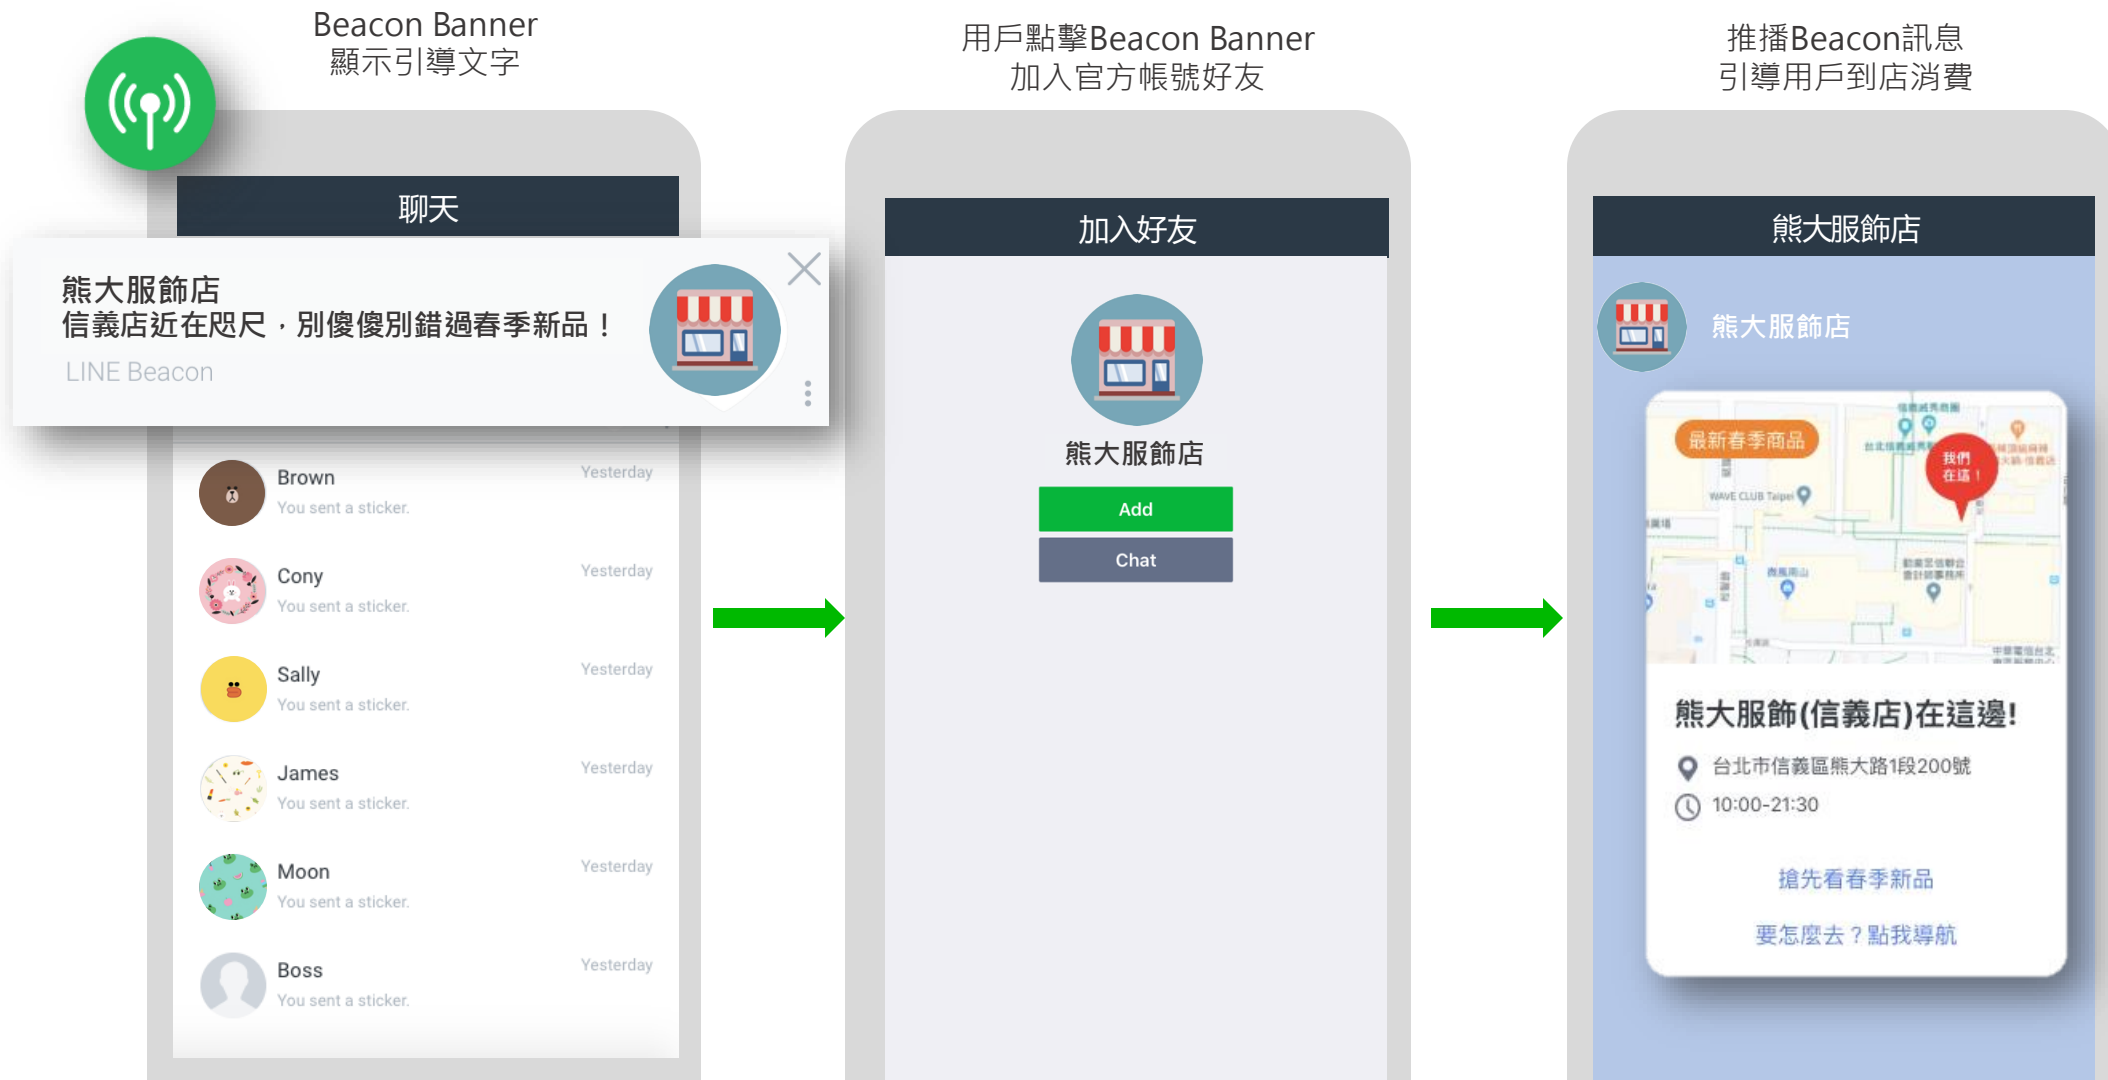 Beacon Banner
顯示引導文字
用戶點擊Beacon Banner
加入官方帳號好友
推播Beacon訊息
引導用戶到店消費
聊天
熊大服飾店
信義店近在咫尺，別傻傻別錯過春季新品！
LINE Beacon
Brown
Yesterday
You sent a sticker.
Cony
Yesterday
You sent a sticker.
Sally
Yesterday
You sent a sticker.
James
Yesterday
You sent a sticker.
Moon
Yesterday
You sent a sticker.
Boss
Yesterday
You sent a sticker.
加入好友
熊大服飾店
Add
Chat
熊大服飾店
熊大服飾店
最新春季商品
我們
在這！
WAVE CLUB Taipei
微風南山
熊大服飾(信義店)在這邊!
台北市信義區熊大路1段200號
10:00-21:30
搶先看春季新品
要怎麼去？點我導航